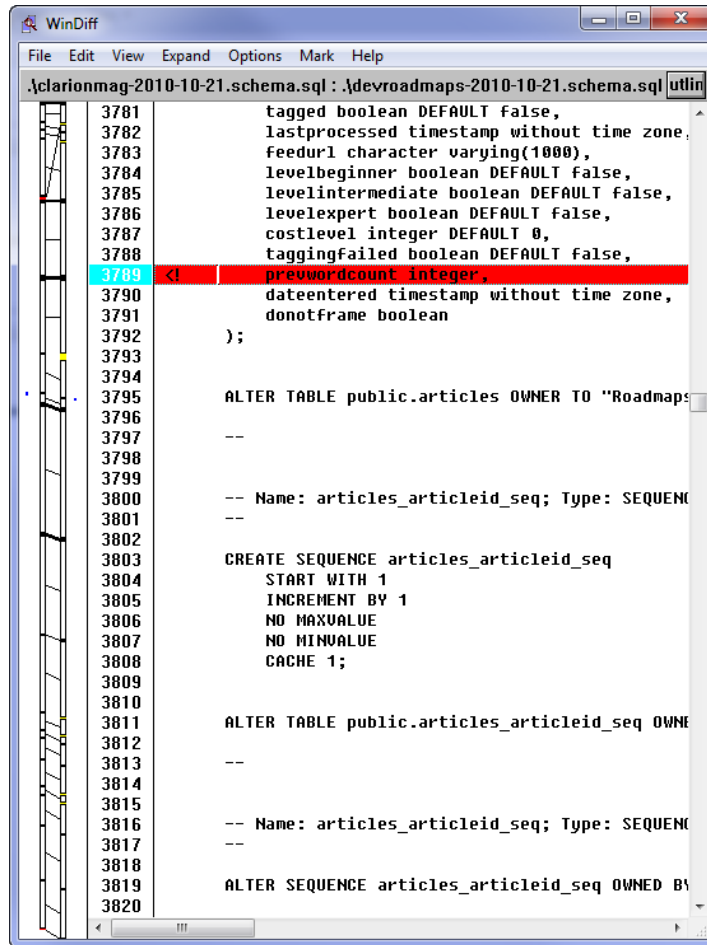 WinDiff
File Edit View Expand Options Mark Help
.\clarionmag-2010-10-21.schema.sql : .\devroadmaps-2010-10-21.schema.sql utlin
3781 tagged boolean DEFAULT false,
3782 lastprocessed timestamp without time zone,
3783 feedurl character varying(1000),
3784 levelbeginner boolean DEFAULT false,
3785 levelintermediate boolean DEFAULT false,
3786 levelexpert boolean DEFAULT false,
3787 costlevel integer DEFAULT 0,
3788 taggingfailed boolean DEFAULT false,
3789 <! prevwordcount integer,
3790 dateentered timestamp without time zone,
3791 donotframe boolean
3792 );
3793
3794
3795 ALTER TABLE public.articles OWNER TO "Roadmaps
3796
3797 --
3798
3799
3800 -- Name: articles_articleid_seq; Type: SEQUENC
3801 --
3802
3803 CREATE SEQUENCE articles_articleid_seq
3804 START WITH 1
3805 INCREMENT BY 1
3806 NO MAXVALUE
3807 NO MINVALUE
3808 CACHE 1;
3809
3810
3811 ALTER TABLE public.articles_articleid_seq OWNE
3812
3813 --
3814
3815
3816 -- Name: articles_articleid_seq; Type: SEQUENC
3817 --
3818
3819 ALTER SEQUENCE articles_articleid_seq OWNED BY
3820